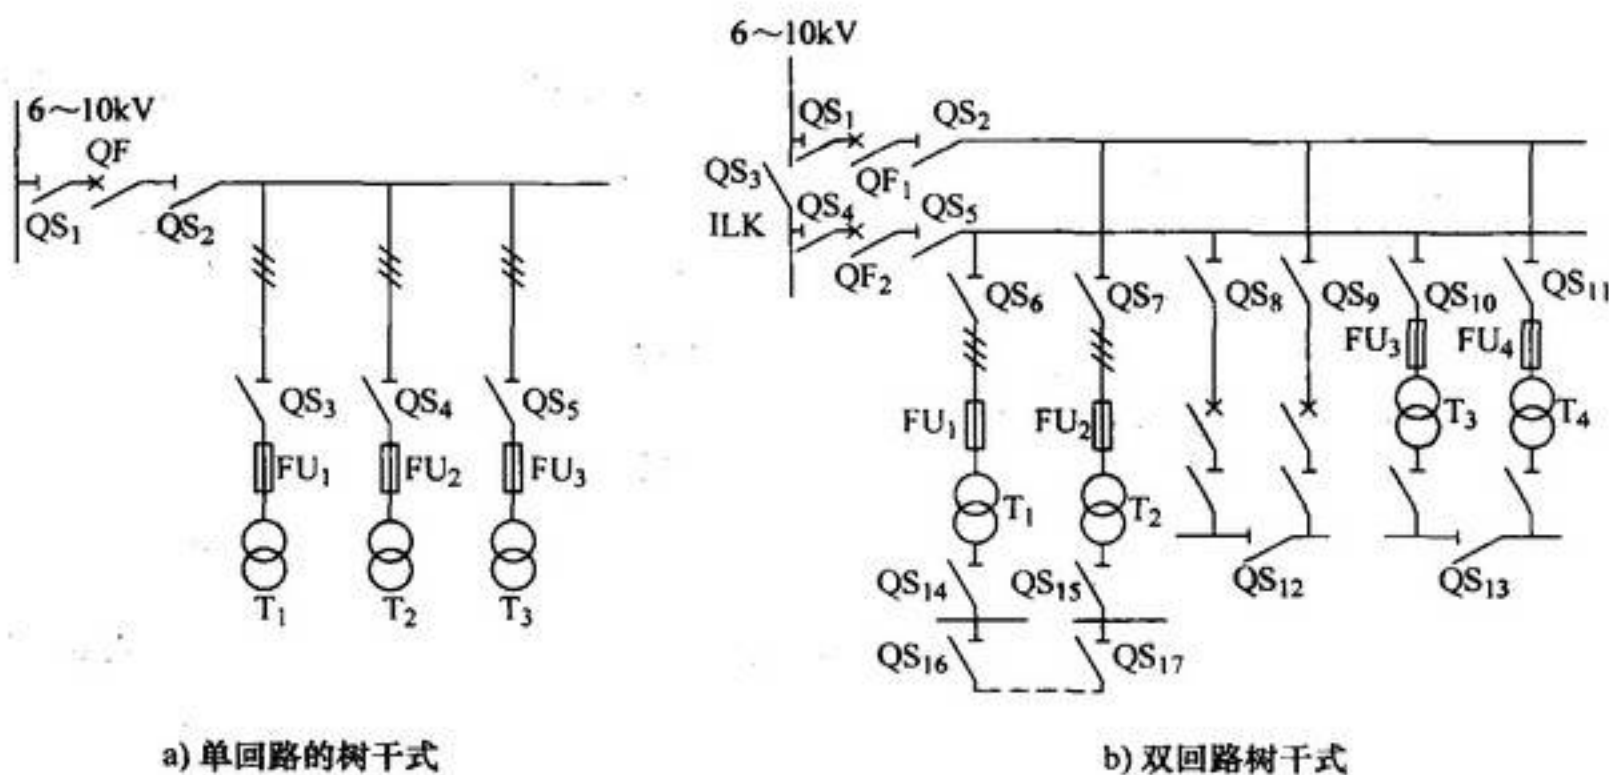 6～10kV
QF
QS₁
QS₂
QS₃
QS₄
QS₅
FU₁
FU₂
FU₃
T₁
T₂
T₃
a) 单回路的树干式
6～10kV
QS₁
QS₂
QS₃
QF₁
QS₄
QS₅
ILK
QF₂
QS₆
QS₇
QS₈
QS₉
QS₁₀
QS₁₁
FU₃
FU₄
FU₁
FU₂
T₃
T₄
T₁
T₂
QS₁₄
QS₁₅
QS₁₂
QS₁₃
QS₁₆
QS₁₇
b) 双回路树干式